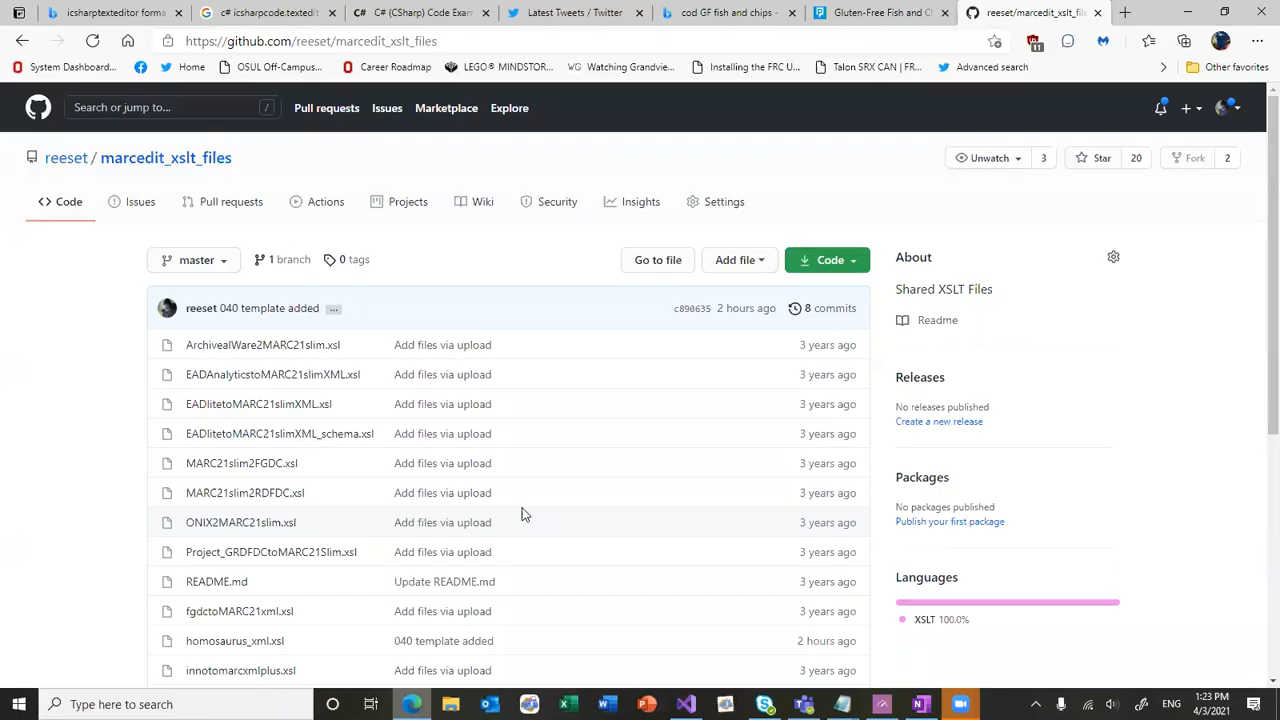 icsharptexteditor forma
c# icsharpcode.textedit
C# (CSharp) Code Exam
Latest Tweets / Twitter
cod GF fish and chips -
Gluten-Free Fish and C
reeset/marcedit_xslt_file
https://github.com/reeset/marcedit_xslt_files
11
System Dashboard...
Home
OSUL Off-Campus...
Career Roadmap
LEGO® MINDSTOR...
WG Watching Grandvie...
Installing the FRC U...
Talon SRX CAN | FR...
Advanced search
Other favorites
Search or jump to...
/
Pull requests
Issues
Marketplace
Explore
reeset / marcedit_xslt_files
Unwatch
3
Star
20
Fork
2
Code
Issues
Pull requests
Actions
Projects
Wiki
Security
Insights
Settings
master
1 branch
0 tags
Go to file
Add file
Code
About
Shared XSLT Files
reeset 040 template added ...
c890635 2 hours ago
8 commits
Readme
ArchivealWare2MARC21slim.xsl
Add files via upload
3 years ago
EADAnalyticstoMARC21slimXML.xsl
Add files via upload
3 years ago
Releases
EADlitetoMARC21slimXML.xsl
Add files via upload
3 years ago
No releases published
Create a new release
EADlitetoMARC21slimXML_schema.xsl
Add files via upload
3 years ago
MARC21slim2FGDC.xsl
Add files via upload
3 years ago
Packages
MARC21slim2RDFDC.xsl
Add files via upload
3 years ago
No packages published
Publish your first package
ONIX2MARC21slim.xsl
Add files via upload
3 years ago
Project_GRDFDCtoMARC21Slim.xsl
Add files via upload
3 years ago
Languages
README.md
Update README.md
3 years ago
fgdctoMARC21xml.xsl
Add files via upload
3 years ago
XSLT 100.0%
homosaurus_xml.xsl
040 template added
2 hours ago
innotomarcxmlplus.xsl
Add files via upload
3 years ago
Type here to search
ENG
1:23 PM
4/3/2021